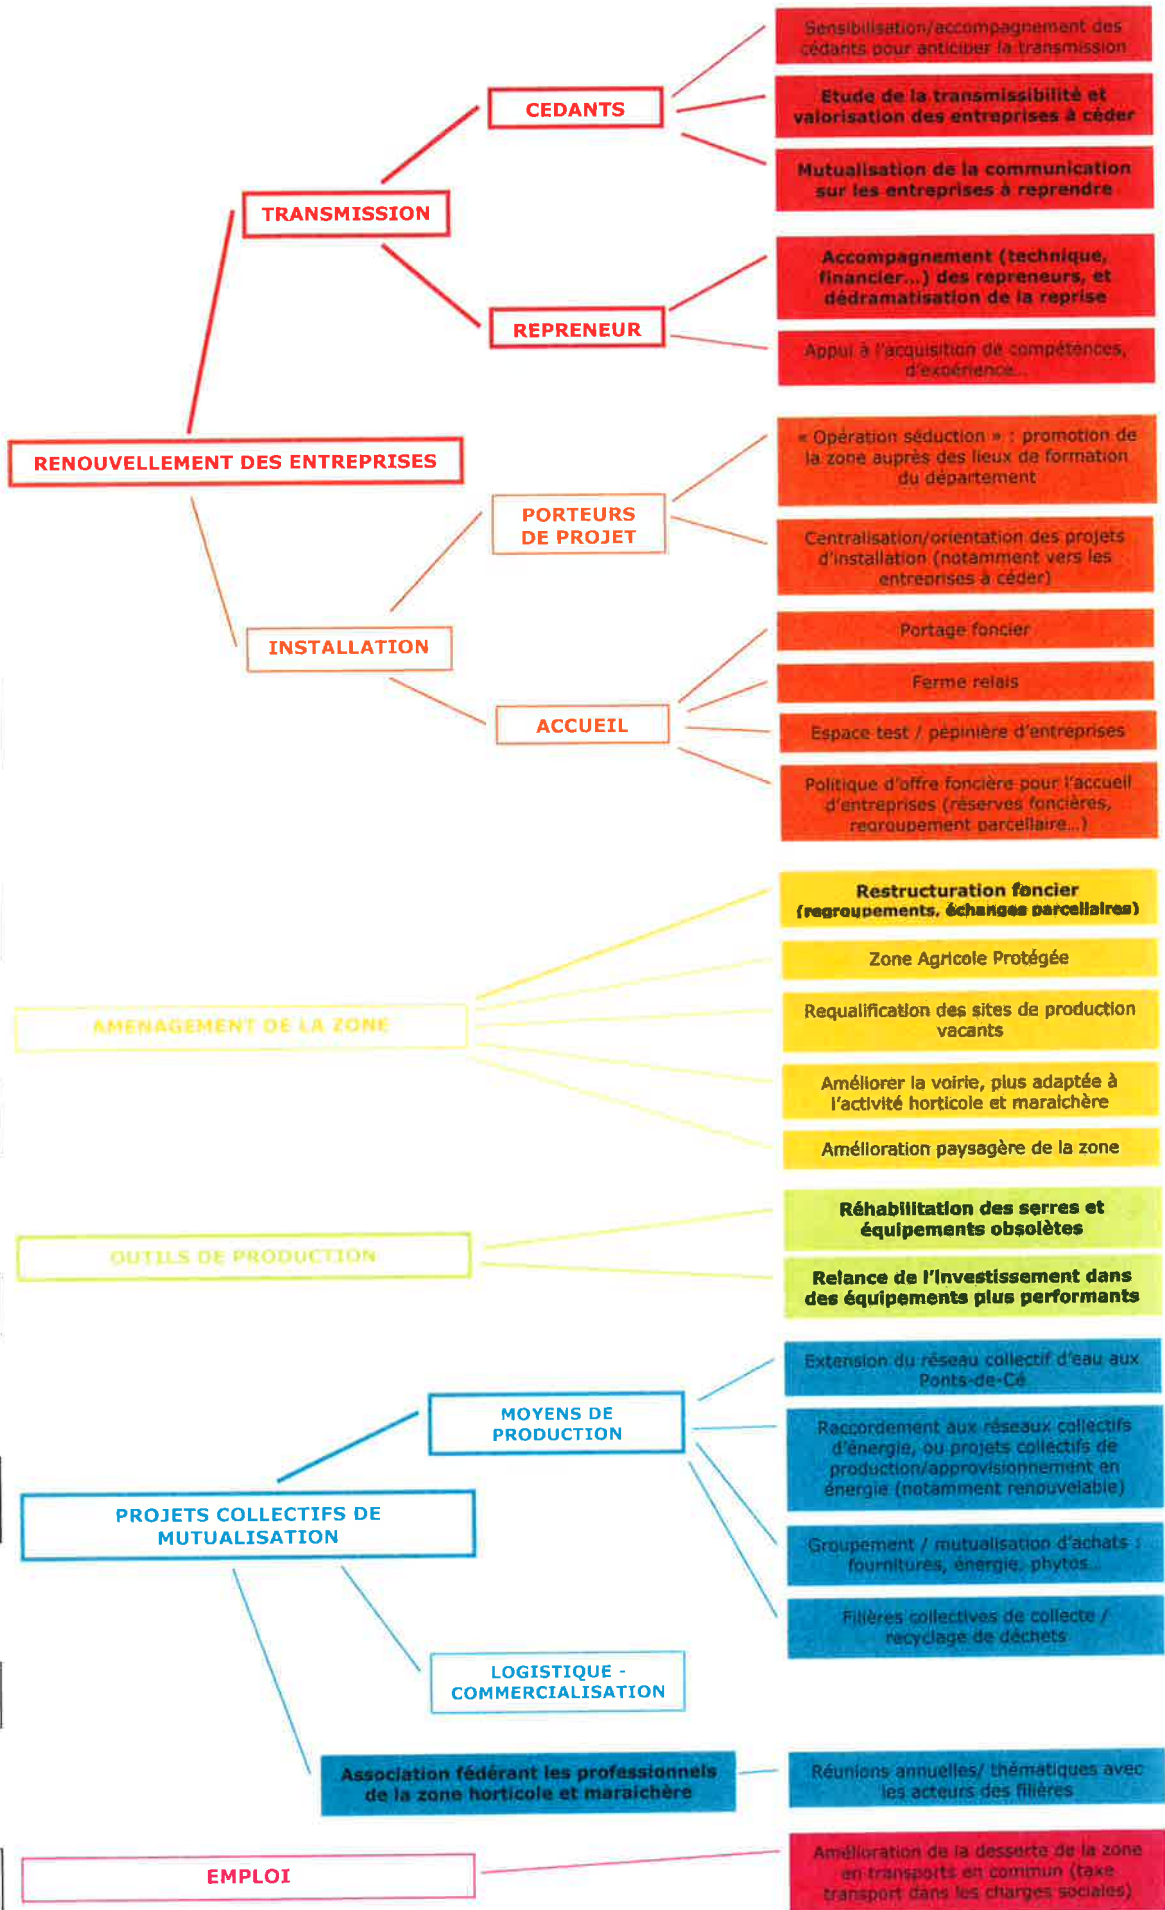 Sensibilisation/accompagnement des
cédants pour anticiper la transmission
CEDANTS
Etude de la transmissibilité et
valorisation des entreprises à céder
Mutualisation de la communication
sur les entreprises à reprendre
TRANSMISSION
Accompagnement (technique,
financier...) des repreneurs, et
dédramatisation de la reprise
REPRENEUR
Appui à l'acquisition de compétences,
d'expérience...
RENOUVELLEMENT DES ENTREPRISES
« Opération séduction » : promotion de
la zone auprès des lieux de formation
du département
PORTEURS
DE PROJET
Centralisation/orientation des projets
d'installation (notamment vers les
entreprises à céder)
INSTALLATION
Portage foncier
Ferme relais
ACCUEIL
Espace test / pépinière d'entreprises
Politique d'offre foncière pour l'accueil
d'entreprises (réserves foncières,
regroupement parcellaire...)
Restructuration foncier
(regroupements, échanges parcellaires)
Zone Agricole Protégée
AMENAGEMENT DE LA ZONE
Requalification des sites de production
vacants
Améliorer la voirie, plus adaptée à
l'activité horticole et maraîchère
Amélioration paysagère de la zone
Réhabilitation des serres et
équipements obsolètes
OUTILS DE PRODUCTION
Relance de l'investissement dans
des équipements plus performants
Extension du réseau collectif d'eau aux
Ponts-de-Cé
MOYENS DE
PRODUCTION
Raccordement aux réseaux collectifs
d'énergie, ou projets collectifs de
production/approvisionnement en
énergie (notamment renouvelable)
PROJETS COLLECTIFS DE
MUTUALISATION
Groupement / mutualisation d'achats :
fournitures, énergie, phytos...
Filières collectives de collecte /
recyclage de déchets
LOGISTIQUE -
COMMERCIALISATION
Association fédérant les professionnels
de la zone horticole et maraîchère
Réunions annuelles/ thématiques avec
les acteurs des filières
EMPLOI
Amélioration de la desserte de la zone
en transports en commun (taxe
transport dans les charges sociales)